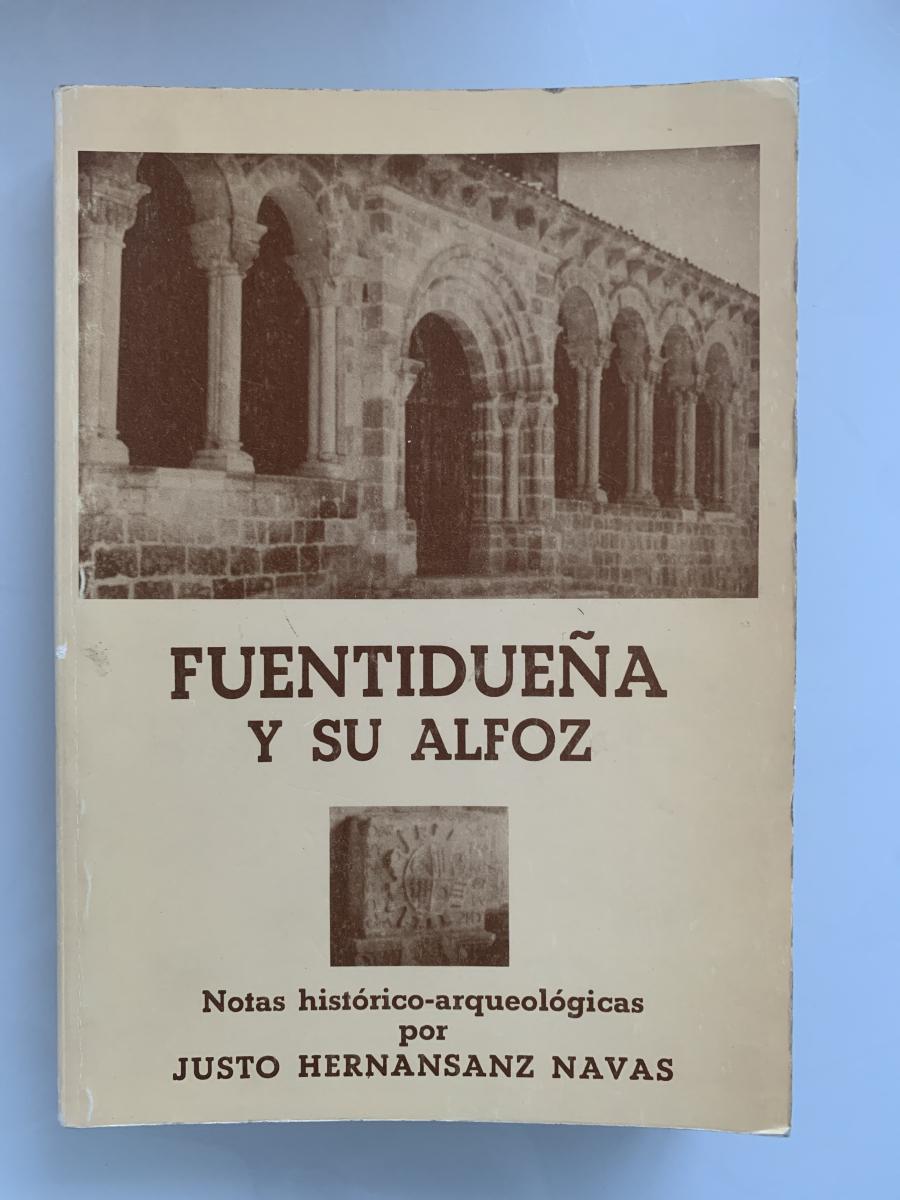 FUENTIDUEÑA
Y SU ALFOZ
Notas histórico-arqueológicas
por
JUSTO HERNANSANZ NAVAS